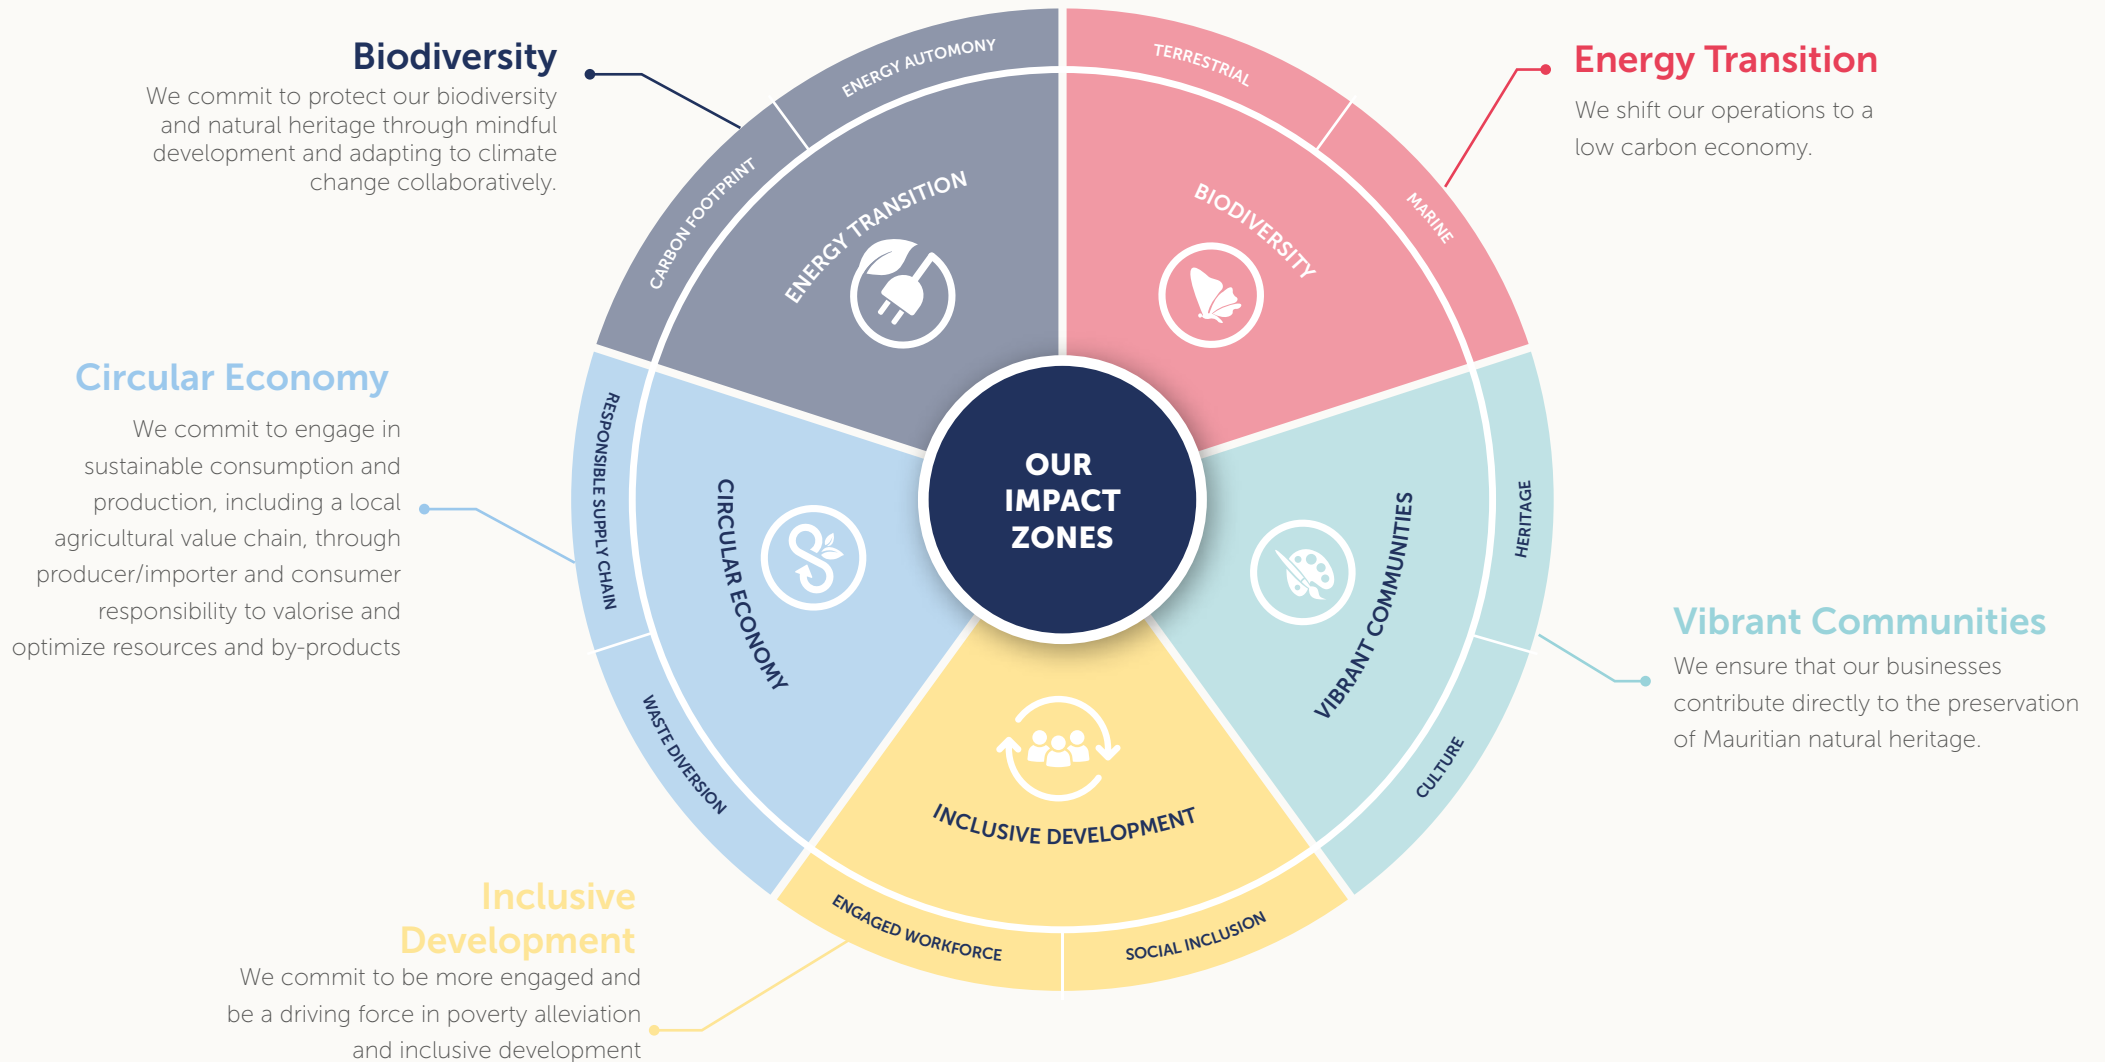 Biodiversity
We commit to protect our biodiversity
and natural heritage through mindful
development and adapting to climate
change collaboratively.
Energy Transition
We shift our operations to a
low carbon economy.
Circular Economy
We commit to engage in
sustainable consumption and
production, including a local
agricultural value chain, through
producer/importer and consumer
responsibility to valorise and
optimize resources and by-products
Vibrant Communities
We ensure that our businesses
contribute directly to the preservation
of Mauritian natural heritage.
Inclusive
Development
We commit to be more engaged and
be a driving force in poverty alleviation
and inclusive development
OUR
IMPACT
ZONES
ENERGY TRANSITION
CARBON FOOTPRINT
ENERGY AUTOMONY
BIODIVERSITY
TERRESTRIAL
MARINE
VIBRANT COMMUNITIES
HERITAGE
CULTURE
INCLUSIVE DEVELOPMENT
ENGAGED WORKFORCE
SOCIAL INCLUSION
CIRCULAR ECONOMY
RESPONSIBLE SUPPLY CHAIN
WASTE DIVERSION